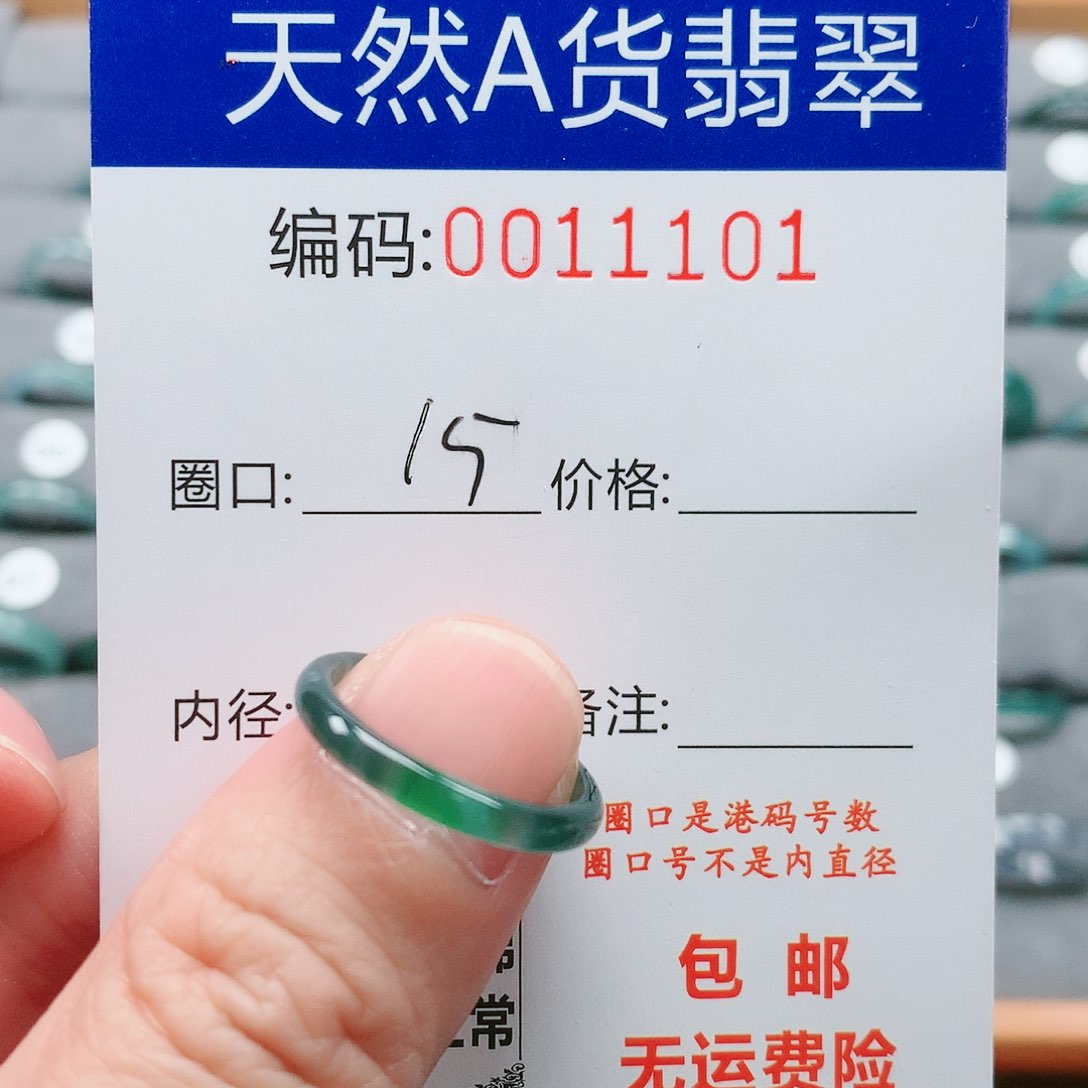 天然A货翡翠
编码:0011101
圈口: 15 价格:
内径: 备注:
圈口是港码号数
圈口号不是内直径
包邮
常
无运费险